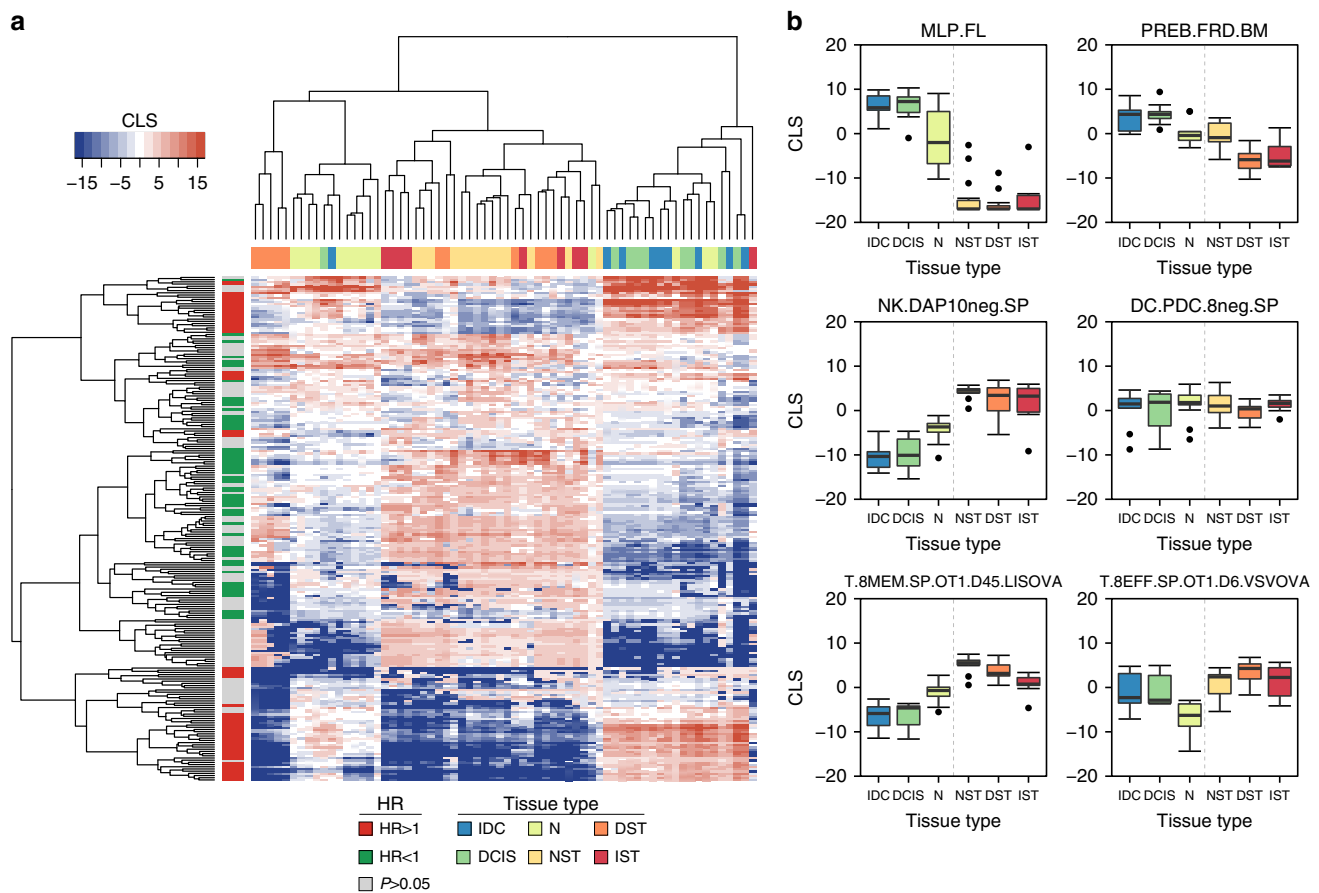 a
CLS
−15 −5 5 15
HR
HR>1
HR<1
P>0.05
Tissue type
IDC N DST
DCIS NST IST
b
MLP.FL
CLS
20
10
0
−10
−20
IDC DCIS N NST DST IST
Tissue type
PREB.FRD.BM
20
10
0
−10
−20
IDC DCIS N NST DST IST
Tissue type
NK.DAP10neg.SP
CLS
20
10
0
−10
−20
IDC DCIS N NST DST IST
Tissue type
DC.PDC.8neg.SP
20
10
0
−10
−20
IDC DCIS N NST DST IST
Tissue type
T.8MEM.SP.OT1.D45.LISOVA
CLS
20
10
0
−10
−20
IDC DCIS N NST DST IST
Tissue type
T.8EFF.SP.OT1.D6.VSVOVA
20
10
0
−10
−20
IDC DCIS N NST DST IST
Tissue type